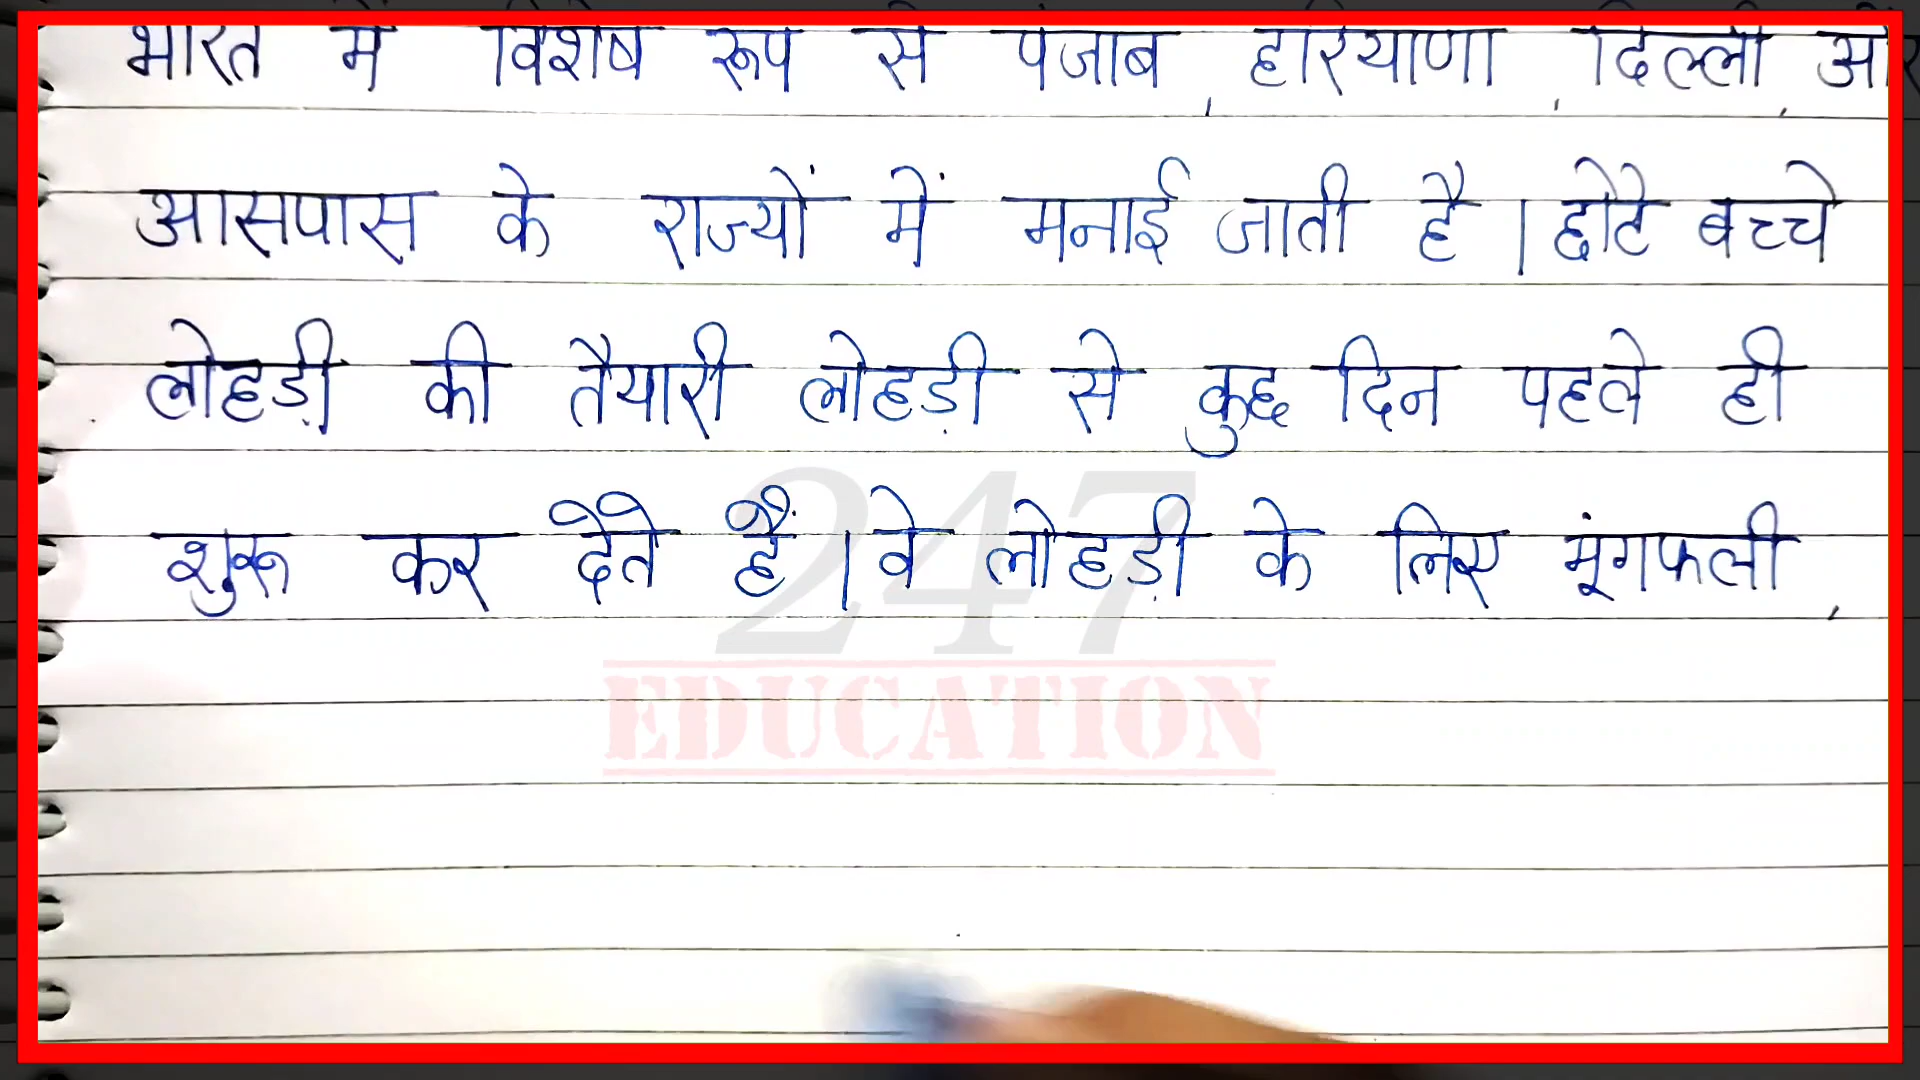 भारत में विशेष रूप से पंजाब, हरियाणा, दिल्ली, और
आसपास के राज्यों में मनाई जाती है। छोटे बच्चे
लोहड़ी की तैयारी लोहड़ी से कुछ दिन पहले ही
शुरू कर देते हैं। वे लोहड़ी के लिए मूंगफली,
247
EDUCATION